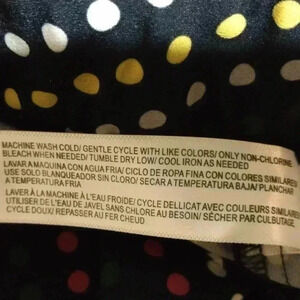 MACHINE WASH COLD/ GENTLE CYCLE WITH LIKE COLORS/ ONLY NON-CHLORINE
BLEACH WHEN NEEDED/ TUMBLE DRY LOW/ COOL IRON AS NEEDED
LAVAR A MAQUINA CON AGUA FRIA/ CICLO DE ROPA FINA CON COLORES SIMILARES
USE SOLO BLANQUEADOR SIN CLORO/ SECAR A TEMPERATURA BAJA/ PLANCHAR
A TEMPERATURA FRIA
LAVER À LA MACHINE À L'EAU FROIDE/ CYCLE DELICAT AVEC COULEURS SIMILAIRES
UTILISER DE L'EAU DE JAVEL SANS CHLORE AU BESOIN/ SÉCHER PAR CULBUTAGE
CYCLE DOUX/ REPASSER AU FER CHAUD